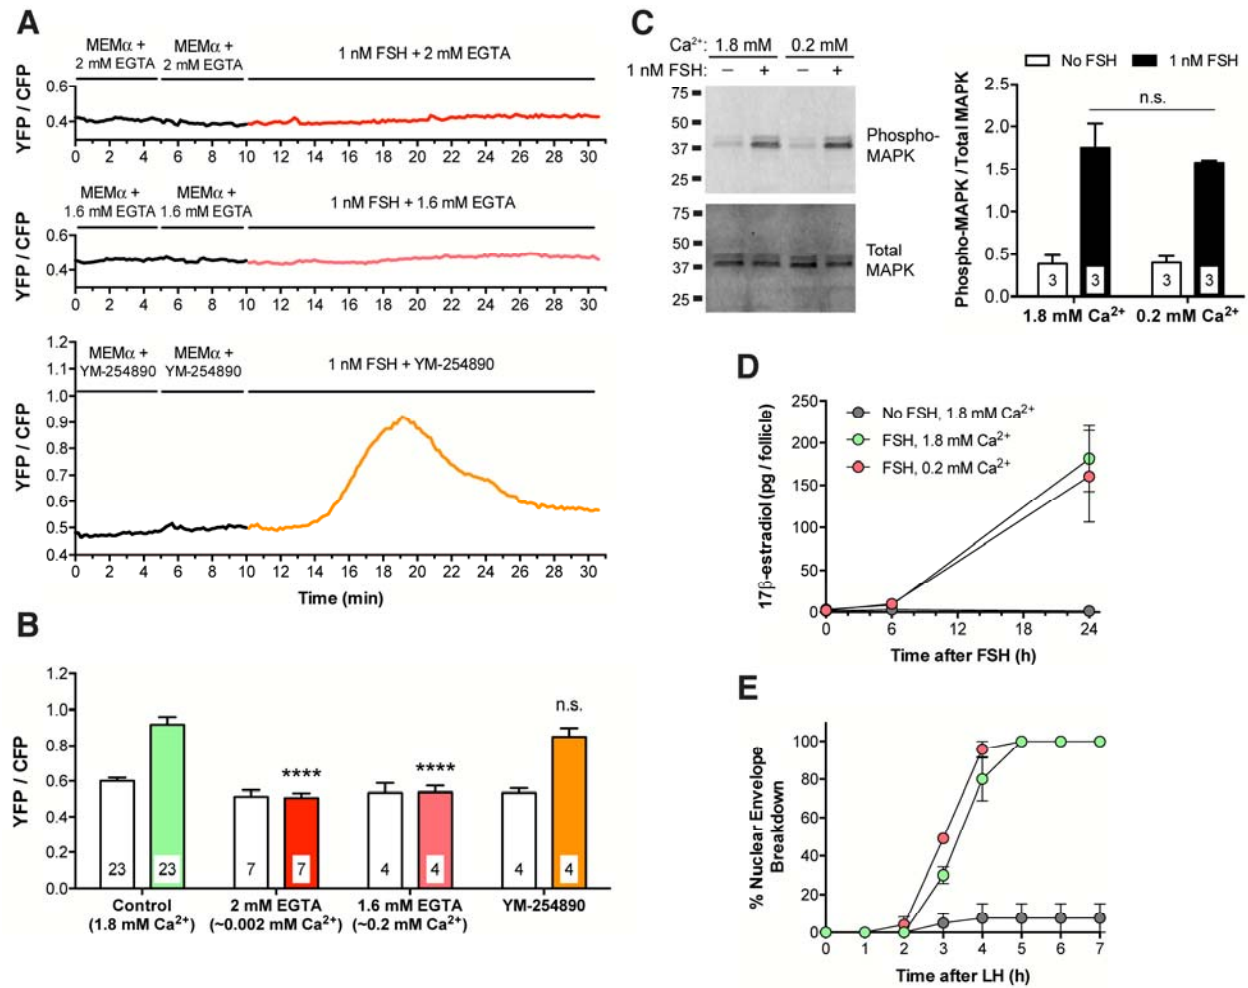 A
MEMα + 2 mM EGTA
MEMα + 2 mM EGTA
1 nM FSH + 2 mM EGTA
YFP / CFP
0.6
0.4
0 2 4 6 8 10 12 14 16 18 20 22 24 26 28 30
MEMα + 1.6 mM EGTA
MEMα + 1.6 mM EGTA
1 nM FSH + 1.6 mM EGTA
YFP / CFP
0.6
0.4
0 2 4 6 8 10 12 14 16 18 20 22 24 26 28 30
MEMα + YM-254890
MEMα + YM-254890
1 nM FSH + YM-254890
YFP / CFP
1.2
1.1
1.0
0.9
0.8
0.7
0.6
0.5
0.4
0 2 4 6 8 10 12 14 16 18 20 22 24 26 28 30
Time (min)
B
YFP / CFP
1.2
1.0
0.8
0.6
0.4
0.2
0.0
**** **** n.s.
23 23 7 7 4 4 4 4
Control (1.8 mM Ca²⁺)
2 mM EGTA (~0.002 mM Ca²⁺)
1.6 mM EGTA (~0.2 mM Ca²⁺)
YM-254890
C
Ca²⁺: 1.8 mM 0.2 mM
1 nM FSH: – + – +
75
50
37
25
Phospho-MAPK
75
50
37
25
Total MAPK
No FSH 1 nM FSH
n.s.
Phospho-MAPK / Total MAPK
2.5
2.0
1.5
1.0
0.5
0.0
3 3 3 3
1.8 mM Ca²⁺ 0.2 mM Ca²⁺
D
No FSH, 1.8 mM Ca²⁺
FSH, 1.8 mM Ca²⁺
FSH, 0.2 mM Ca²⁺
17β-estradiol (pg / follicle)
250
200
150
100
50
0
0 6 12 18 24
Time after FSH (h)
E
% Nuclear Envelope Breakdown
100
80
60
40
20
0
0 1 2 3 4 5 6 7
Time after LH (h)